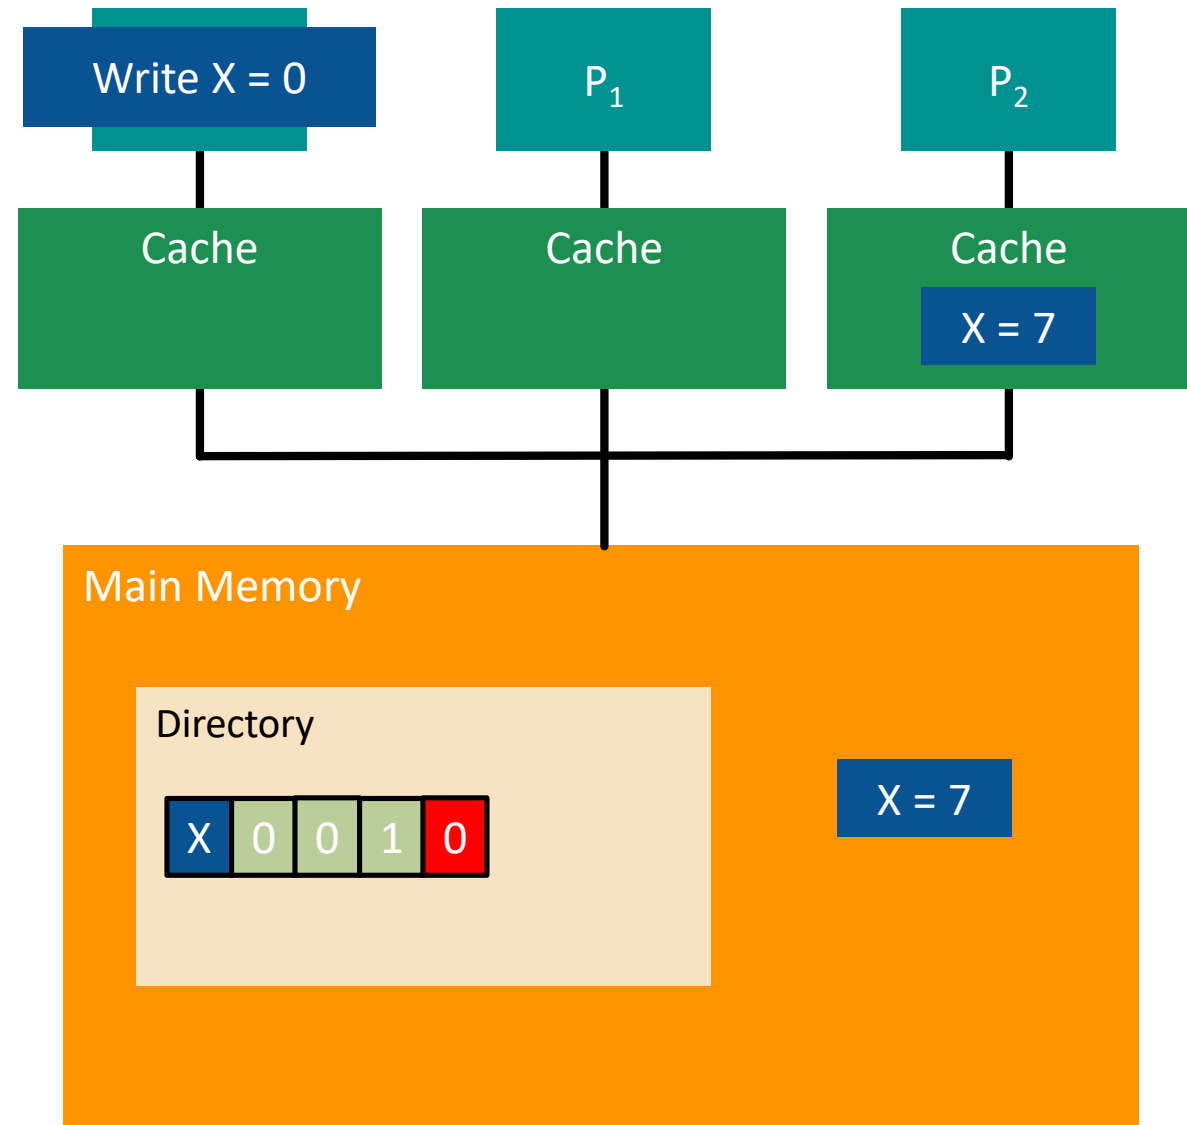 Write X = 0
P₁
P₂
Cache
Cache
Cache
X = 7
Main Memory
Directory
X 0 0 1 0
X = 7